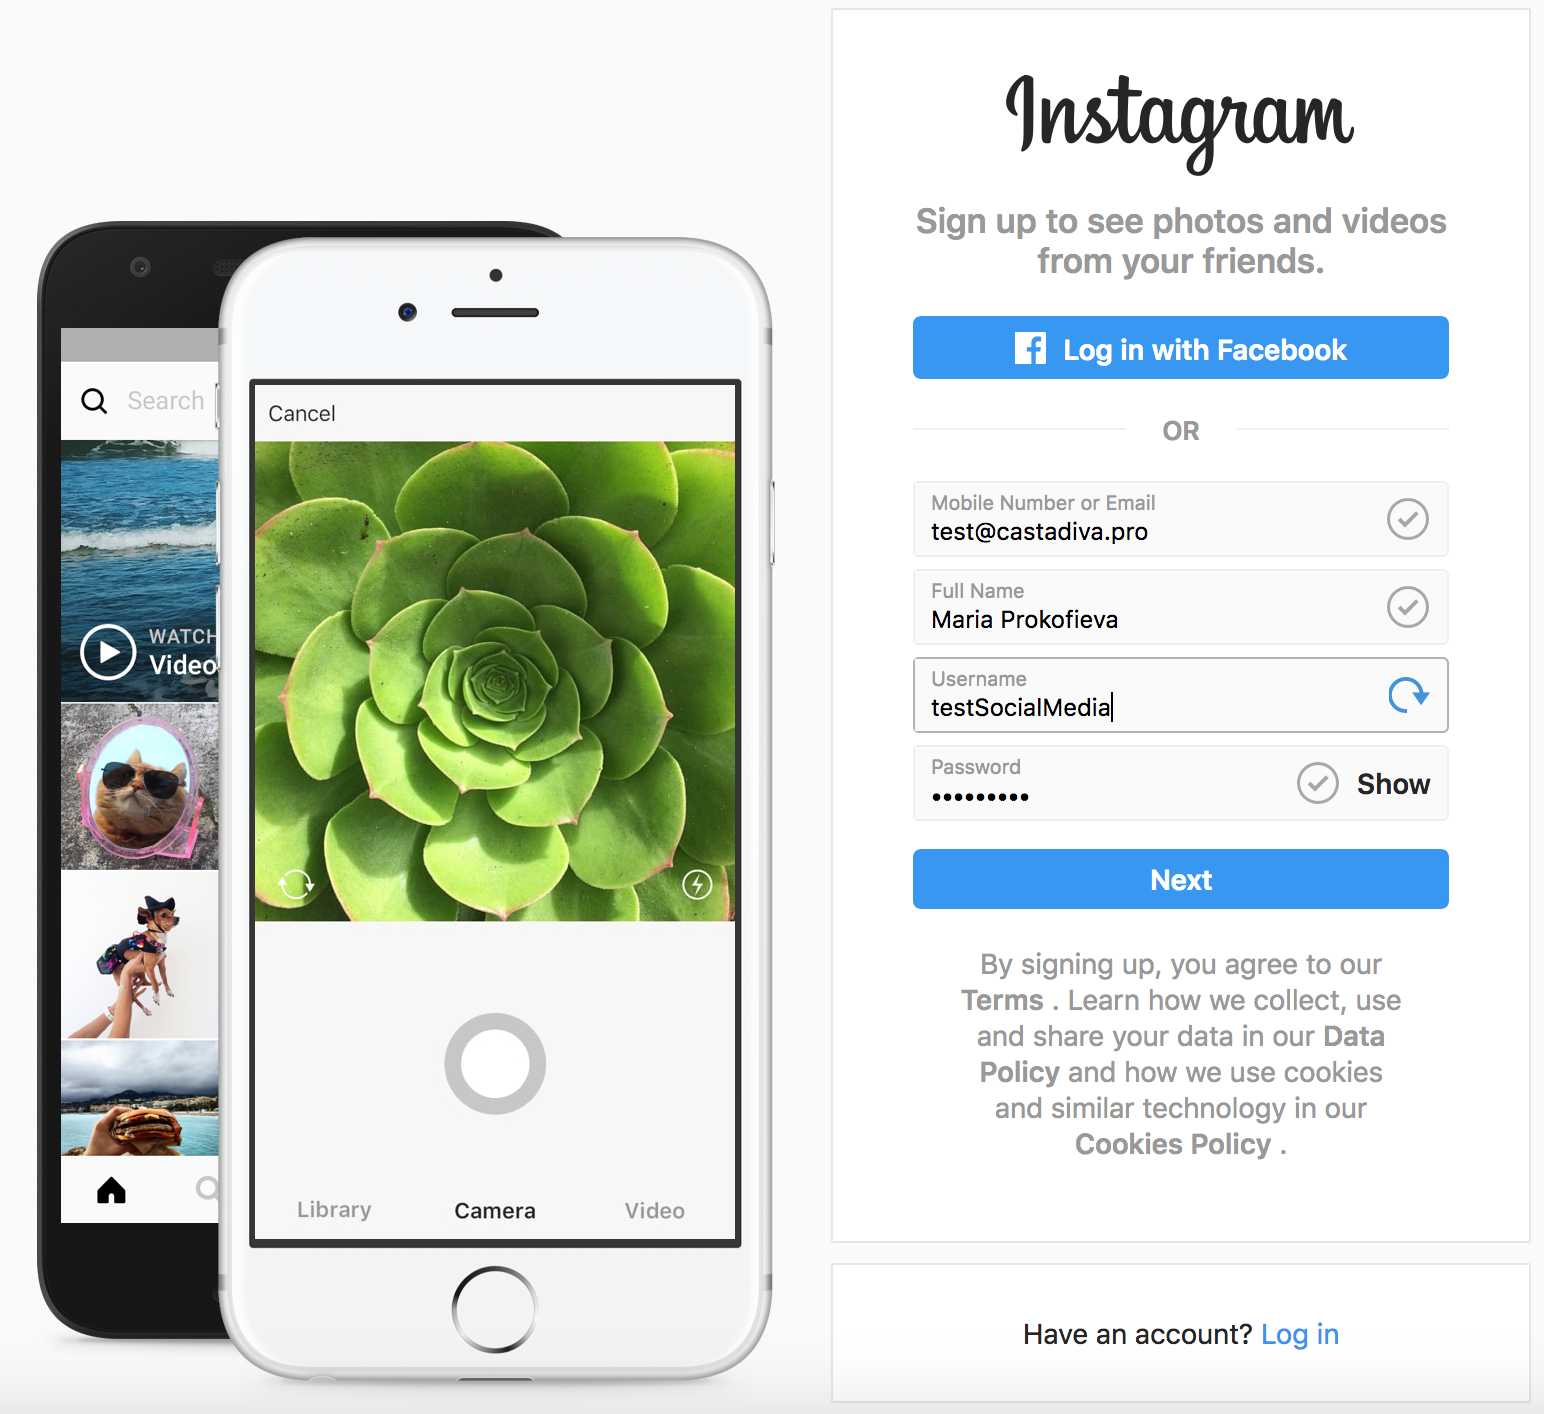 Search
WATCH
Video
Cancel
Library
Camera
Video
Instagram
Sign up to see photos and videos
from your friends.
Log in with Facebook
OR
Mobile Number or Email
test@castadiva.pro
Full Name
Maria Prokofieva
Username
testSocialMedia
Password
•••••••••
Show
Next
By signing up, you agree to our
Terms . Learn how we collect, use
and share your data in our Data
Policy and how we use cookies
and similar technology in our
Cookies Policy .
Have an account? Log in